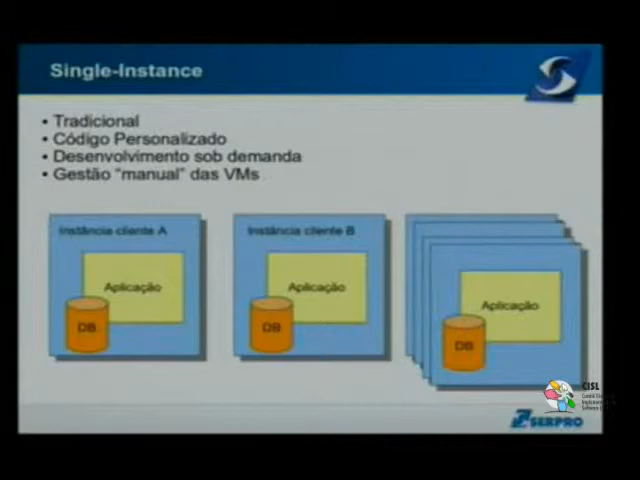 Single-Instance
• Tradicional
• Código Personalizado
• Desenvolvimento sob demanda
• Gestão "manual" das VMs
Instância cliente A
Instância cliente B
Aplicação
Aplicação
Aplicação
DB
DB
DB
CISL
SERPRO